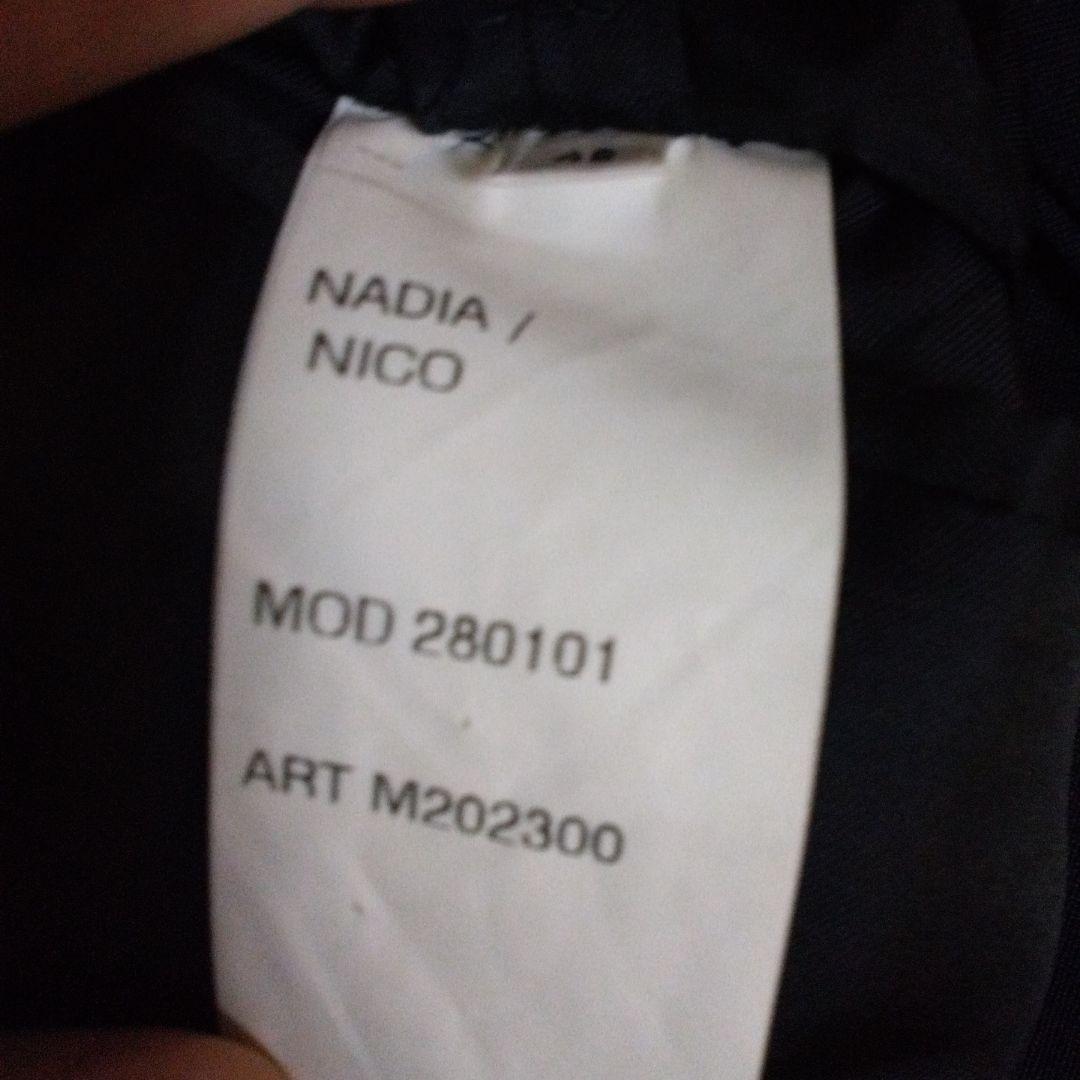 NADIA /
NICO
MOD 280101
ART M202300